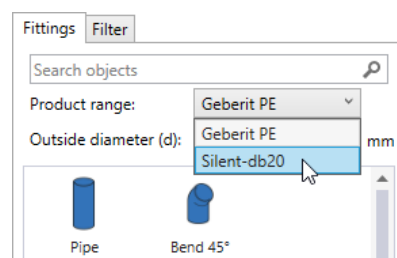 Fittings Filter
Search objects
Product range: Geberit PE
Outside diameter (d): Geberit PE mm
Silent-db20
Pipe Bend 45°